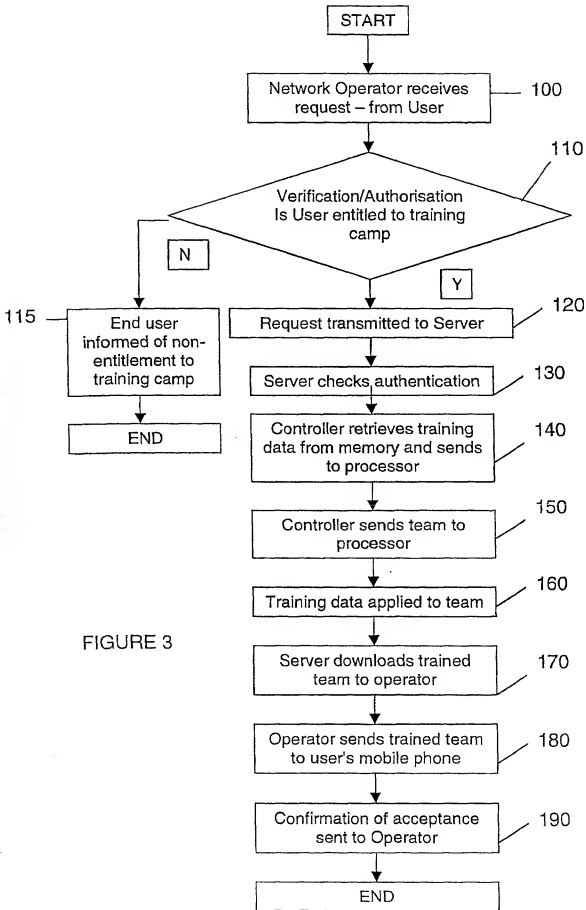 START
Network Operator receives
request – from User
100
110
Verification/Authorisation
Is User entitled to training
camp
N
Y
115
End user
informed of non-
entitlement to
training camp
END
Request transmitted to Server
120
Server checks authentication
130
Controller retrieves training
data from memory and sends
to processor
140
Controller sends team to
processor
150
Training data applied to team
160
FIGURE 3
Server downloads trained
team to operator
170
Operator sends trained team
to user's mobile phone
180
Confirmation of acceptance
sent to Operator
190
END